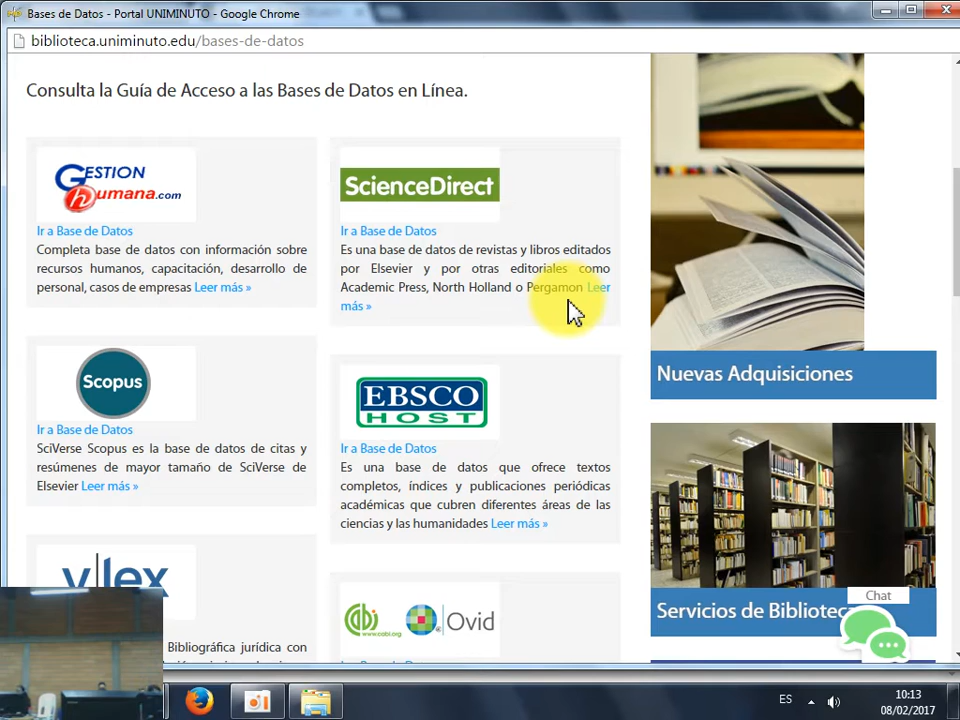 Bases de Datos - Portal UNIMINUTO - Google Chrome
biblioteca.uniminuto.edu/bases-de-datos
Consulta la Guía de Acceso a las Bases de Datos en Línea.
GESTION
humana.com
Ir a Base de Datos
Completa base de datos con información sobre
recursos humanos, capacitación, desarrollo de
personal, casos de empresas Leer más »
ScienceDirect
Ir a Base de Datos
Es una base de datos de revistas y libros editados
por Elsevier y por otras editoriales como
Academic Press, North Holland o Pergamon Leer
más »
Scopus
Ir a Base de Datos
SciVerse Scopus es la base de datos de citas y
resúmenes de mayor tamaño de SciVerse de
Elsevier Leer más »
EBSCO
HOST
Ir a Base de Datos
Es una base de datos que ofrece textos
completos, índices y publicaciones periódicas
académicas que cubren diferentes áreas de las
ciencias y las humanidades Leer más »
vlex
Bibliográfica jurídica con
cabi
www.cabi.org
Ovid
Nuevas Adquisiciones
Servicios de Biblioteca
Chat
ES
10:13
08/02/2017